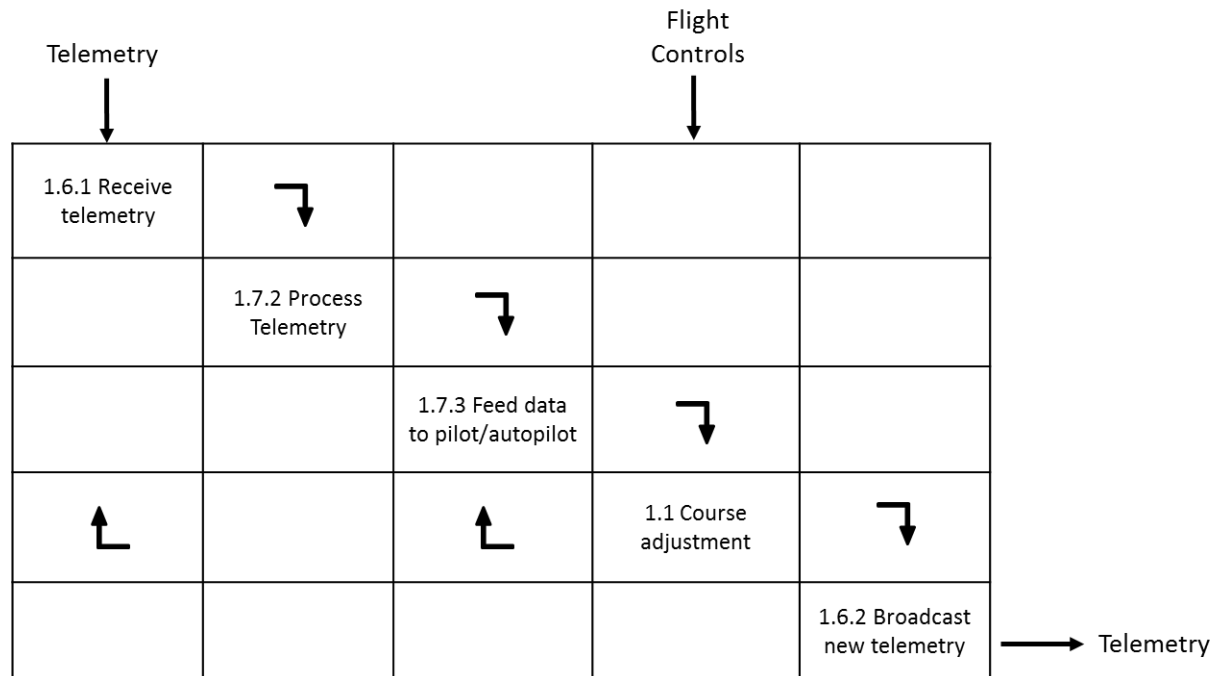 Flight
Telemetry
Controls
1.6.1 Receive
telemetry
1.7.2 Process
Telemetry
1.7.3 Feed data
to pilot/autopilot
1.1 Course
adjustment
1.6.2 Broadcast
new telemetry
Telemetry